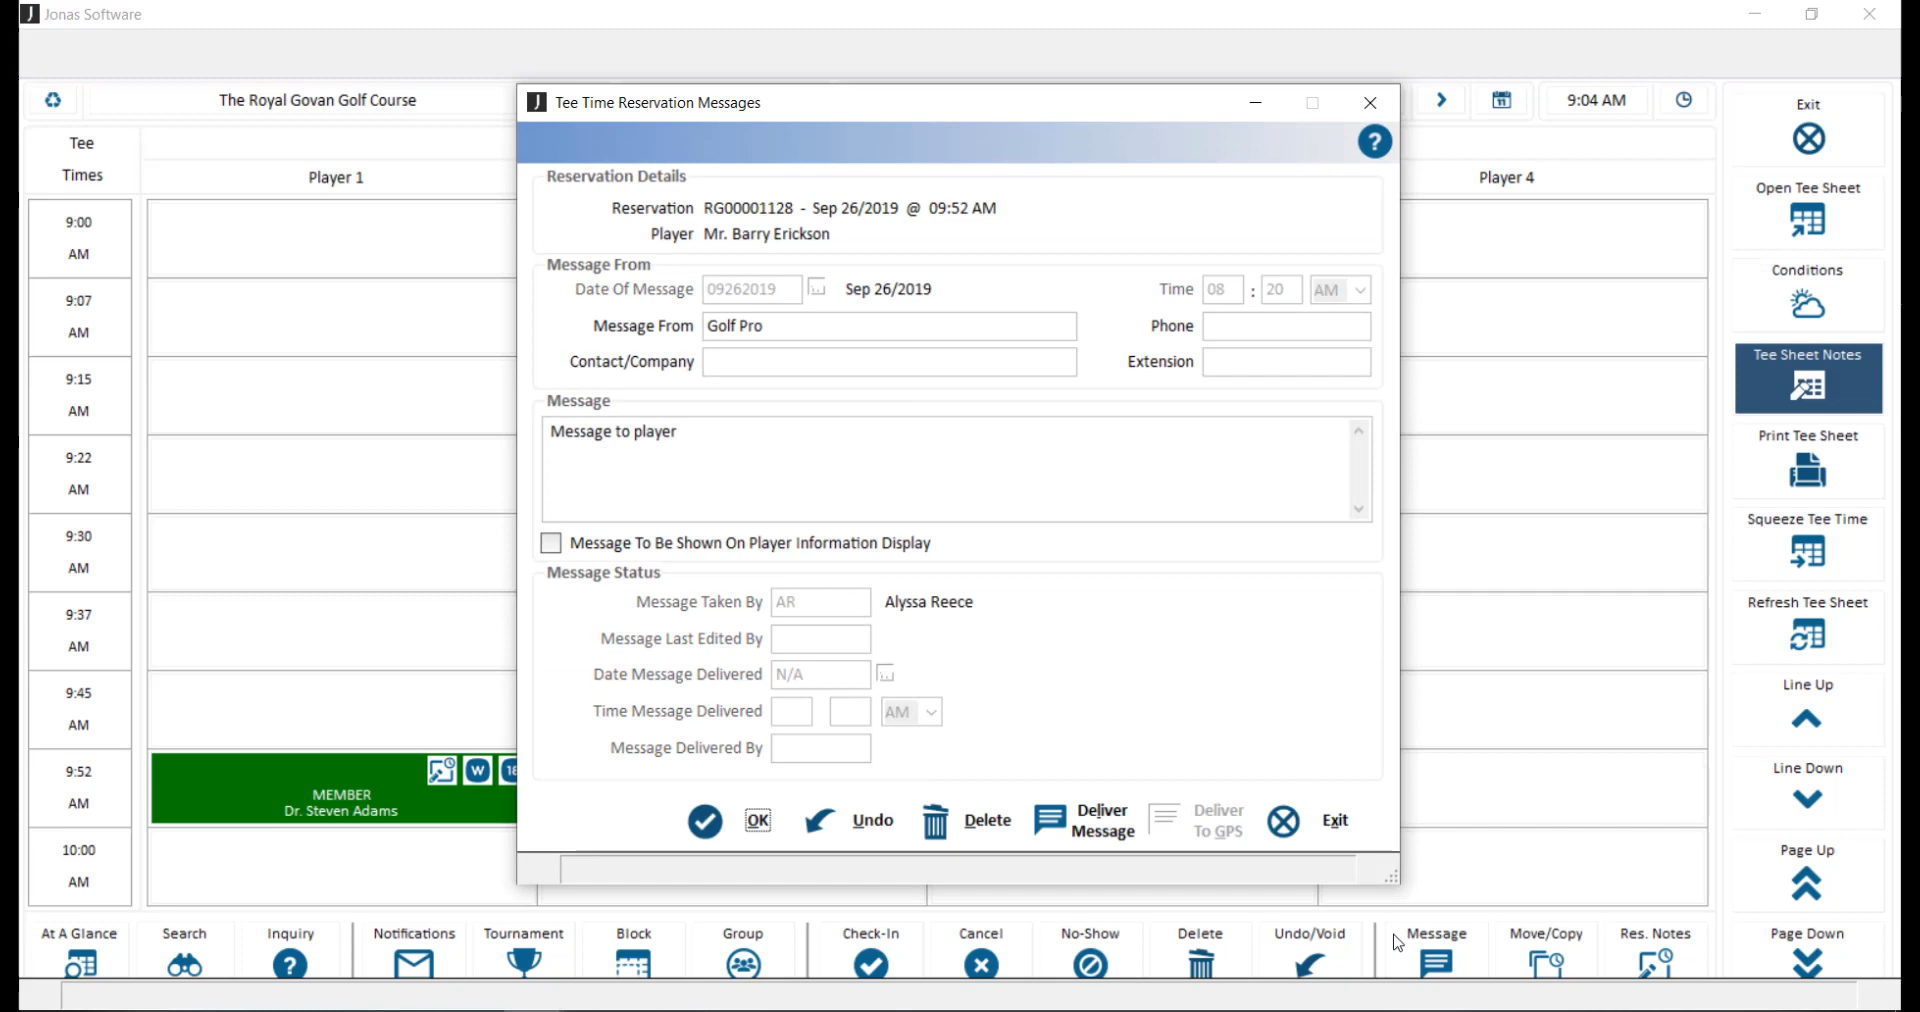 Jonas Software
The Royal Govan Golf Course
9:04 AM
Tee
Times
Player 1
Player 4
9:00
AM
9:07
AM
9:15
AM
9:22
AM
9:30
AM
9:37
AM
9:45
AM
9:52
AM
10:00
AM
W
18
MEMBER
Dr. Steven Adams
Tee Time Reservation Messages
?
Reservation Details
Reservation RG00001128 - Sep 26/2019 @ 09:52 AM
Player Mr. Barry Erickson
Message From
Date Of Message 09262019 Sep 26/2019 Time 08 : 20 AM
Message From Golf Pro Phone
Contact/Company Extension
Message
Message to player
Message To Be Shown On Player Information Display
Message Status
Message Taken By AR Alyssa Reece
Message Last Edited By
Date Message Delivered N/A
Time Message Delivered AM
Message Delivered By
OK
Undo
Delete
Deliver
Message
Deliver
To GPS
Exit
Exit
Open Tee Sheet
Conditions
Tee Sheet Notes
Print Tee Sheet
Squeeze Tee Time
Refresh Tee Sheet
Line Up
Line Down
Page Up
Page Down
At A Glance
Search
Inquiry
Notifications
Tournament
Block
Group
Check-In
Cancel
No-Show
Delete
Undo/Void
Message
Move/Copy
Res. Notes